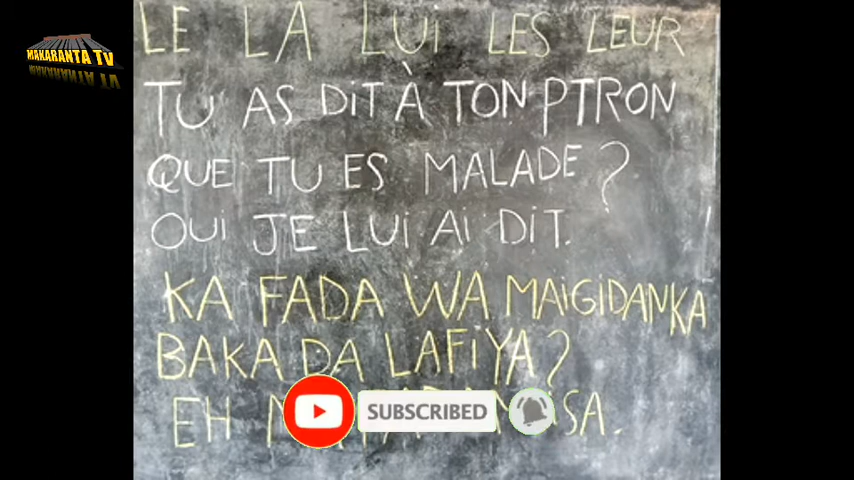 MAKARANTA TV
LE LA LUI LES LEUR
TU AS DIT À TON PTRON
QUE TU ES MALADE?
OUI JE LUI AI DIT.
KA FADA WA MAIGIDANKA
BAKA DA LAFIYA?
EH SA.
SUBSCRIBED